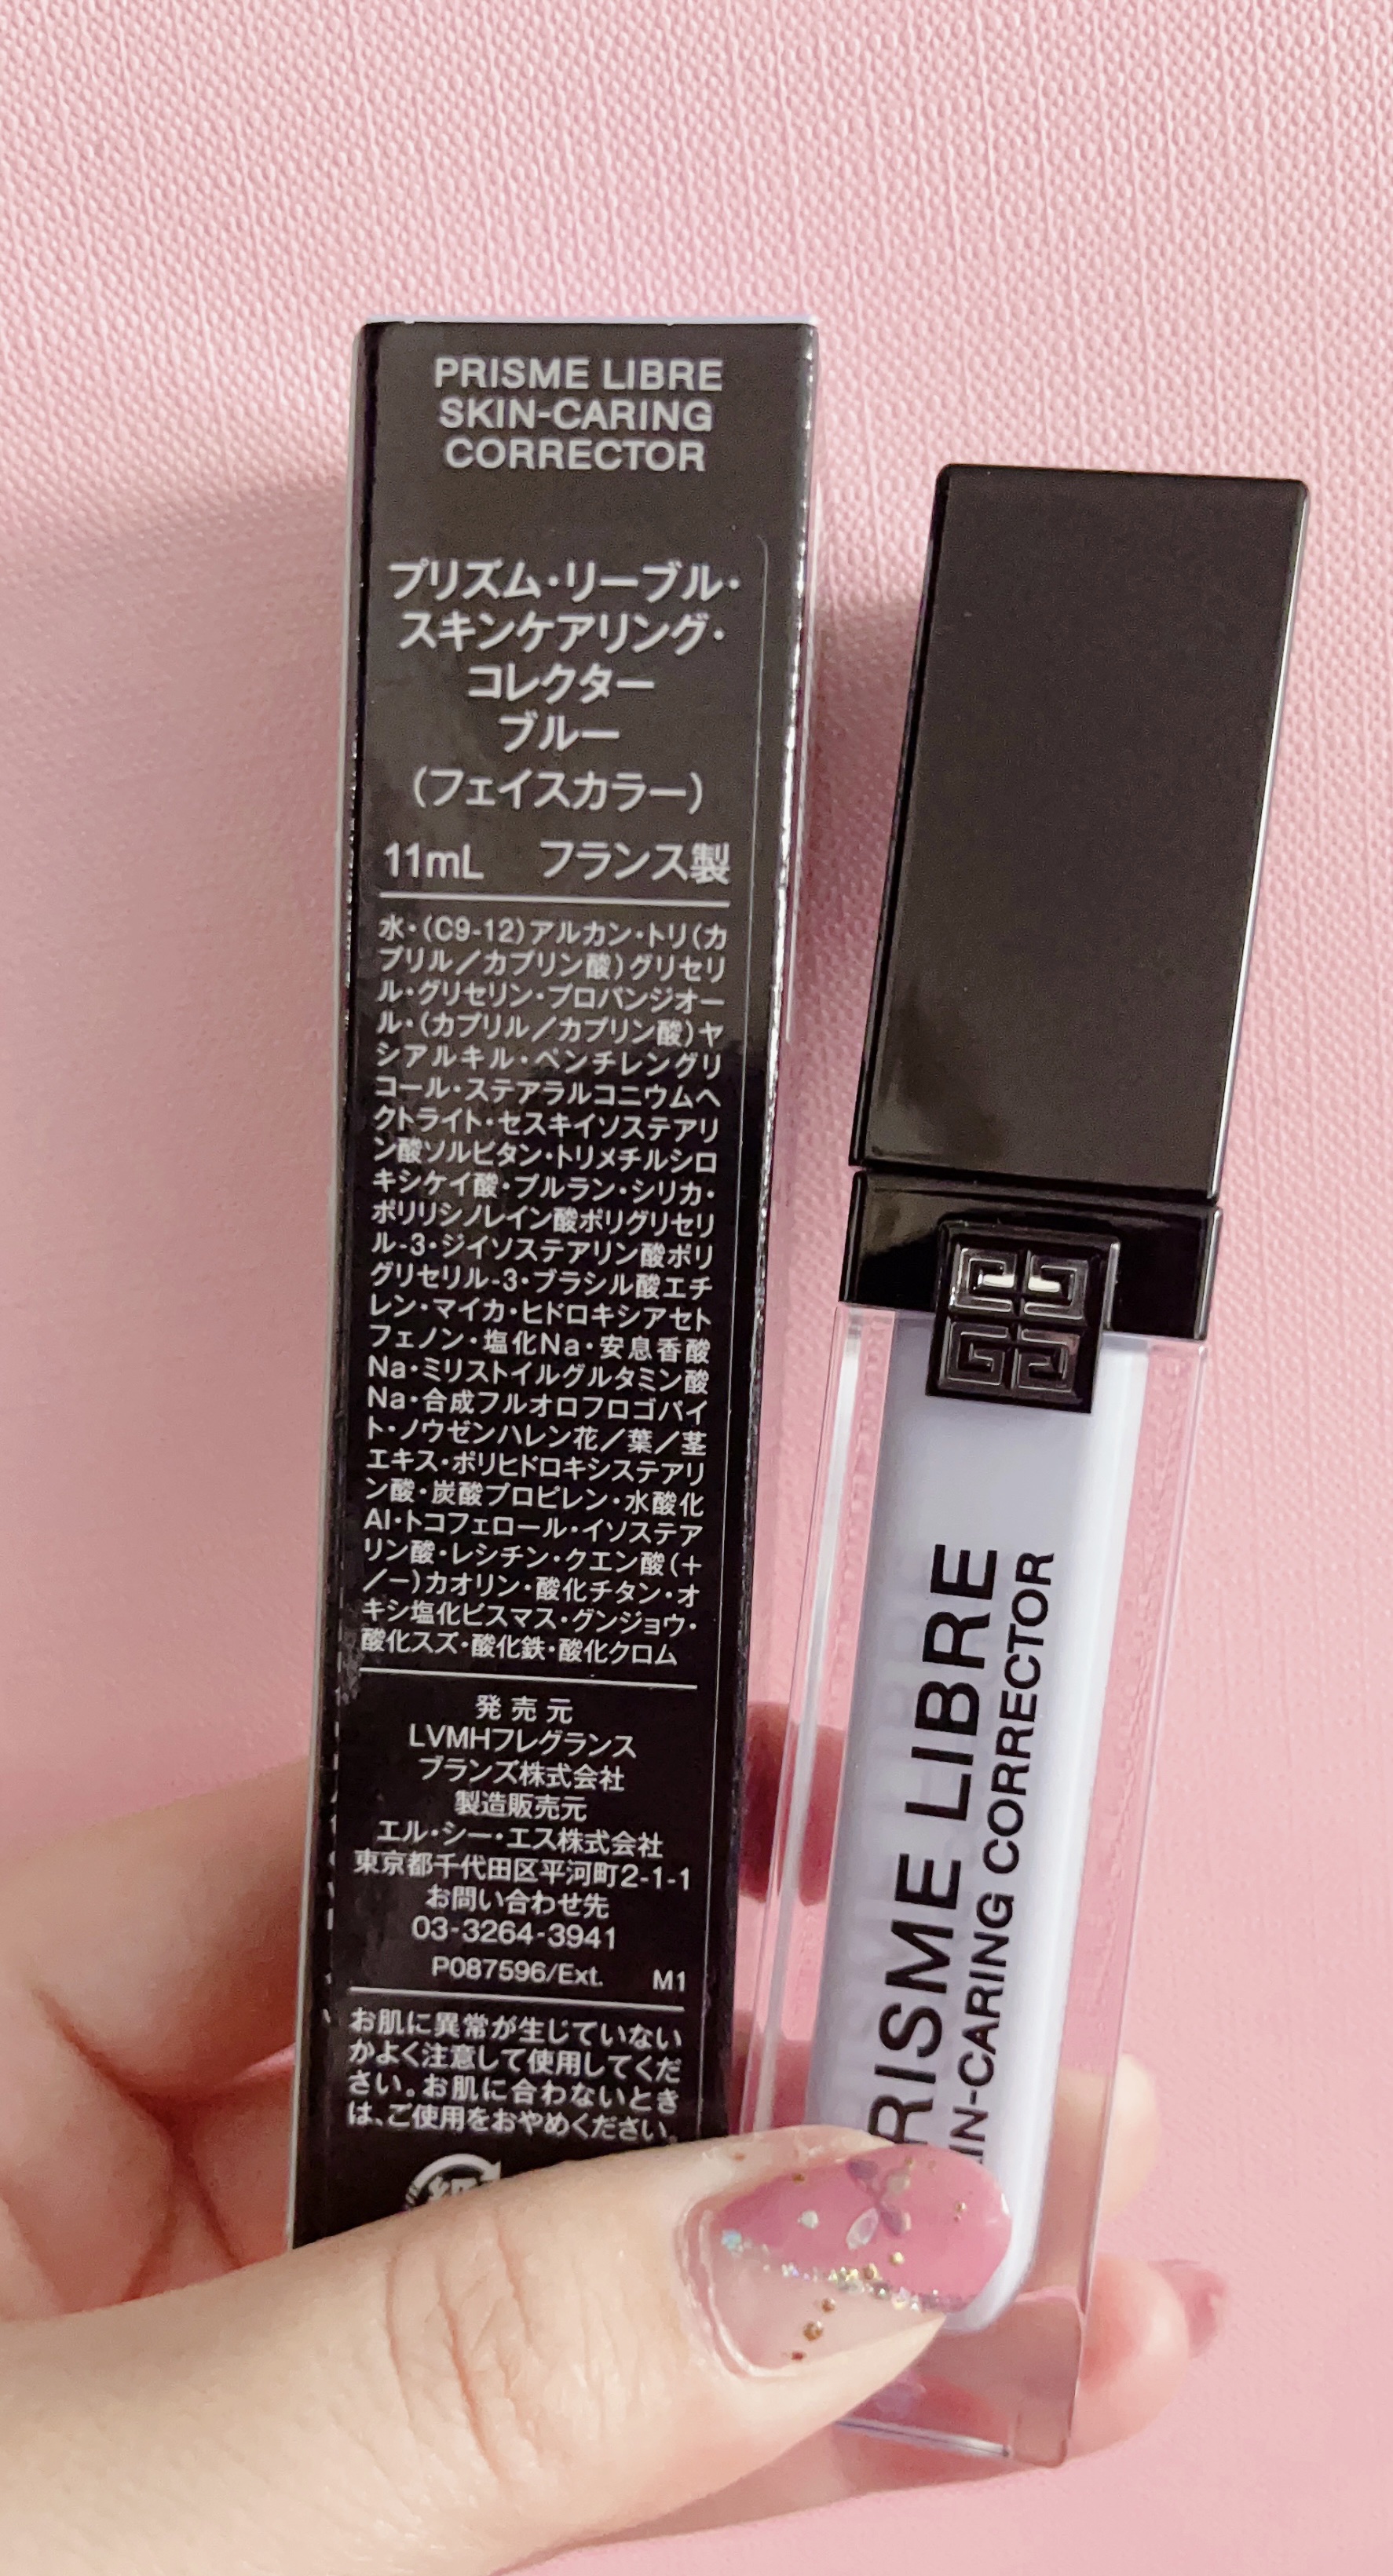 PRISME LIBRE
SKIN-CARING
CORRECTOR
プリズム・リーブル・
スキンケアリング・
コレクター
ブルー
(フェイスカラー)
11mL フランス製
水・(C9-12)アルカン・トリ(カ
プリル/カプリン酸)グリセリ
ル・グリセリン・プロパンジオー
ル・(カプリル/カプリン酸)ヤ
シアルキル・ペンチレングリ
コール・ステアラルコニウムヘ
クトライト・セスキイソステアリ
ン酸ソルビタン・トリメチルシロ
キシケイ酸・プルラン・シリカ・
ポリリシノレイン酸ポリグリセリ
ル-3・ジイソステアリン酸ポリ
グリセリル-3・ブラシル酸エチ
レン・マイカ・ヒドロキシアセト
フェノン・塩化Na・安息香酸
Na・ミリストイルグルタミン酸
Na・合成フルオロフロゴパイ
ト・ノウゼンハレン花/葉/茎
エキス・ポリヒドロキシステアリ
ン酸・炭酸プロピレン・水酸化
Al・トコフェロール・イソステア
リン酸・レシチン・クエン酸(+
/−)カオリン・酸化チタン・オ
キシ塩化ビスマス・グンジョウ・
酸化スズ・酸化鉄・酸化クロム
発売元
LVMHフレグランス
ブランズ株式会社
製造販売元
エル・シー・エス株式会社
東京都千代田区平河町2-1-1
お問い合わせ先
03-3264-3941
P087596/Ext. M1
お肌に異常が生じていない
かよく注意して使用してくだ
さい。お肌に合わないとき
は、ご使用をおやめください。
RISME LIBRE
IN-CARING CORRECTOR